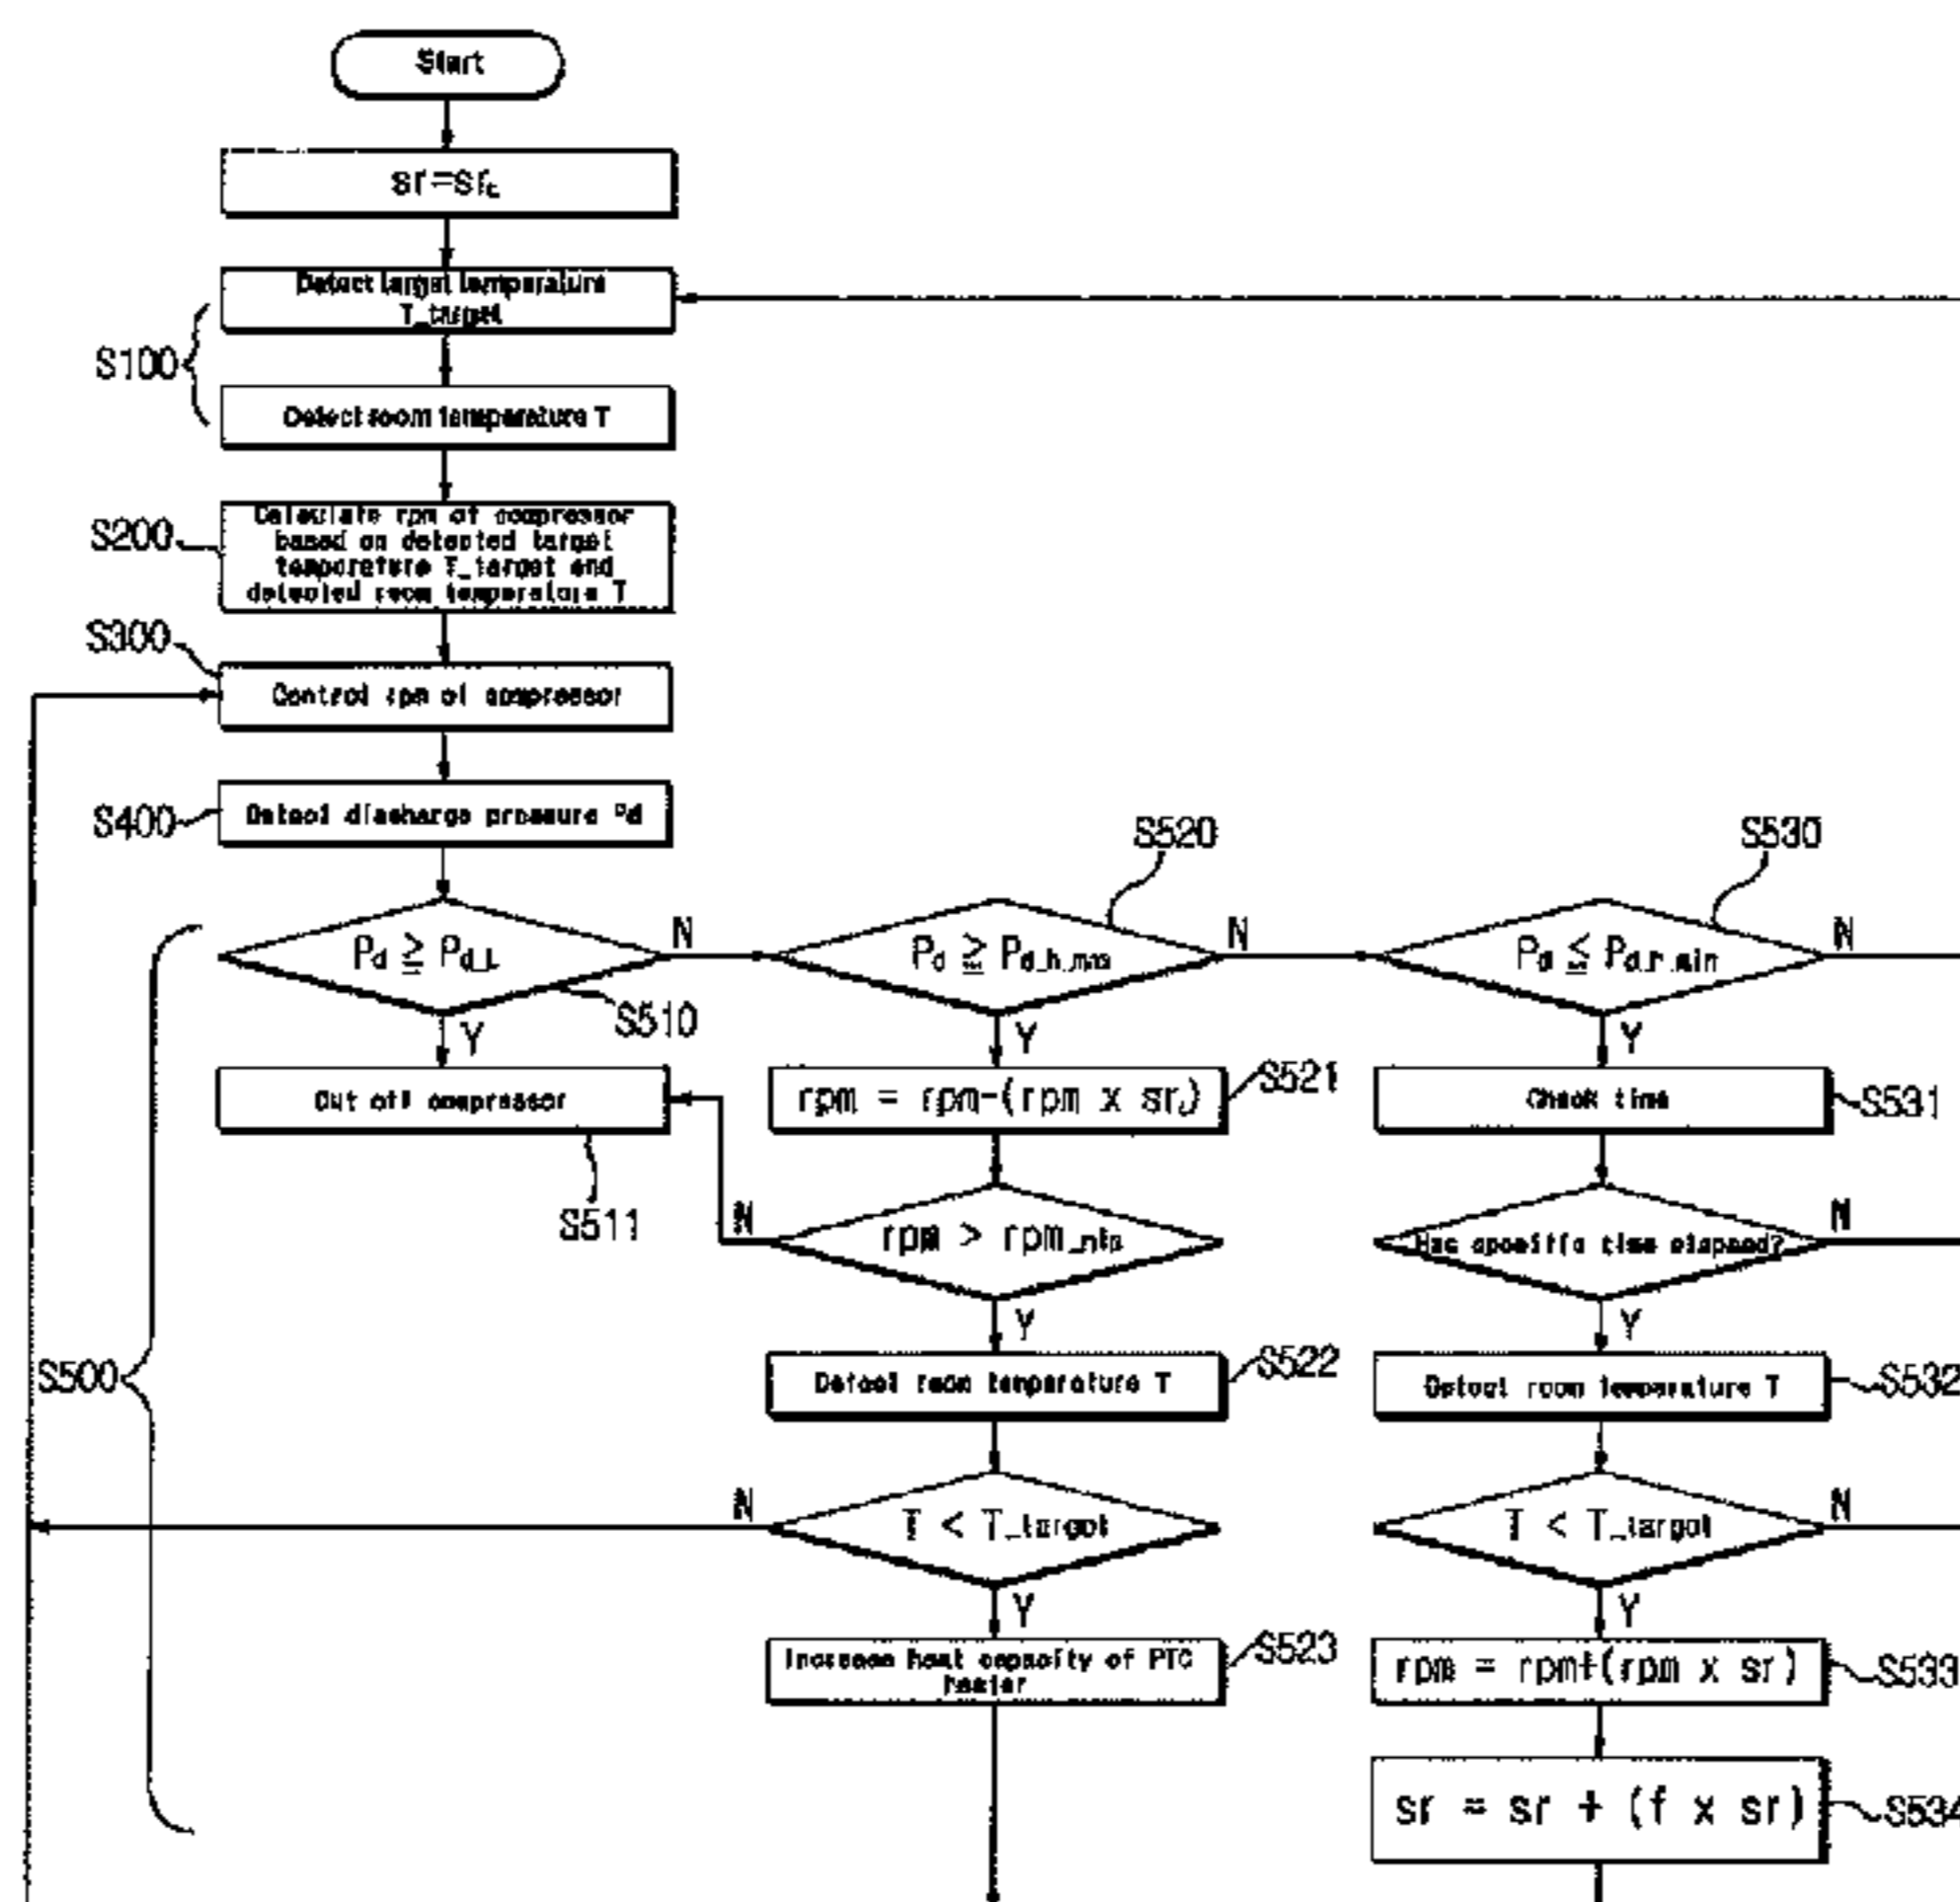 Start
sr=sr
Detect target temperature
T_target
S100
Detect room temperature T
S200
Calculate rpm of compressor
based on detected target
temperature T_target and
detected room temperature T
S300
Control rpm of compressor
S400
Detect discharge pressure Pd
S520
S530
Pd ≥ Pd_L
N
Pd ≥ Pd_h_max
N
Pd ≤ Pd_h_min
N
S510
Y
Y
Y
Cut off compressor
rpm = rpm-(rpm x sr)
S521
Check time
S531
S511
N
rpm > rpm_min
Has specific time elapsed?
N
Y
Y
S500
Detect room temperature T
S522
Detect room temperature T
S532
N
T < T_target
T < T_target
N
Y
Y
Increase heat capacity of PTC
heater
S523
rpm = rpm+(rpm x sr)
S533
sr = sr + (f x sr)
S534